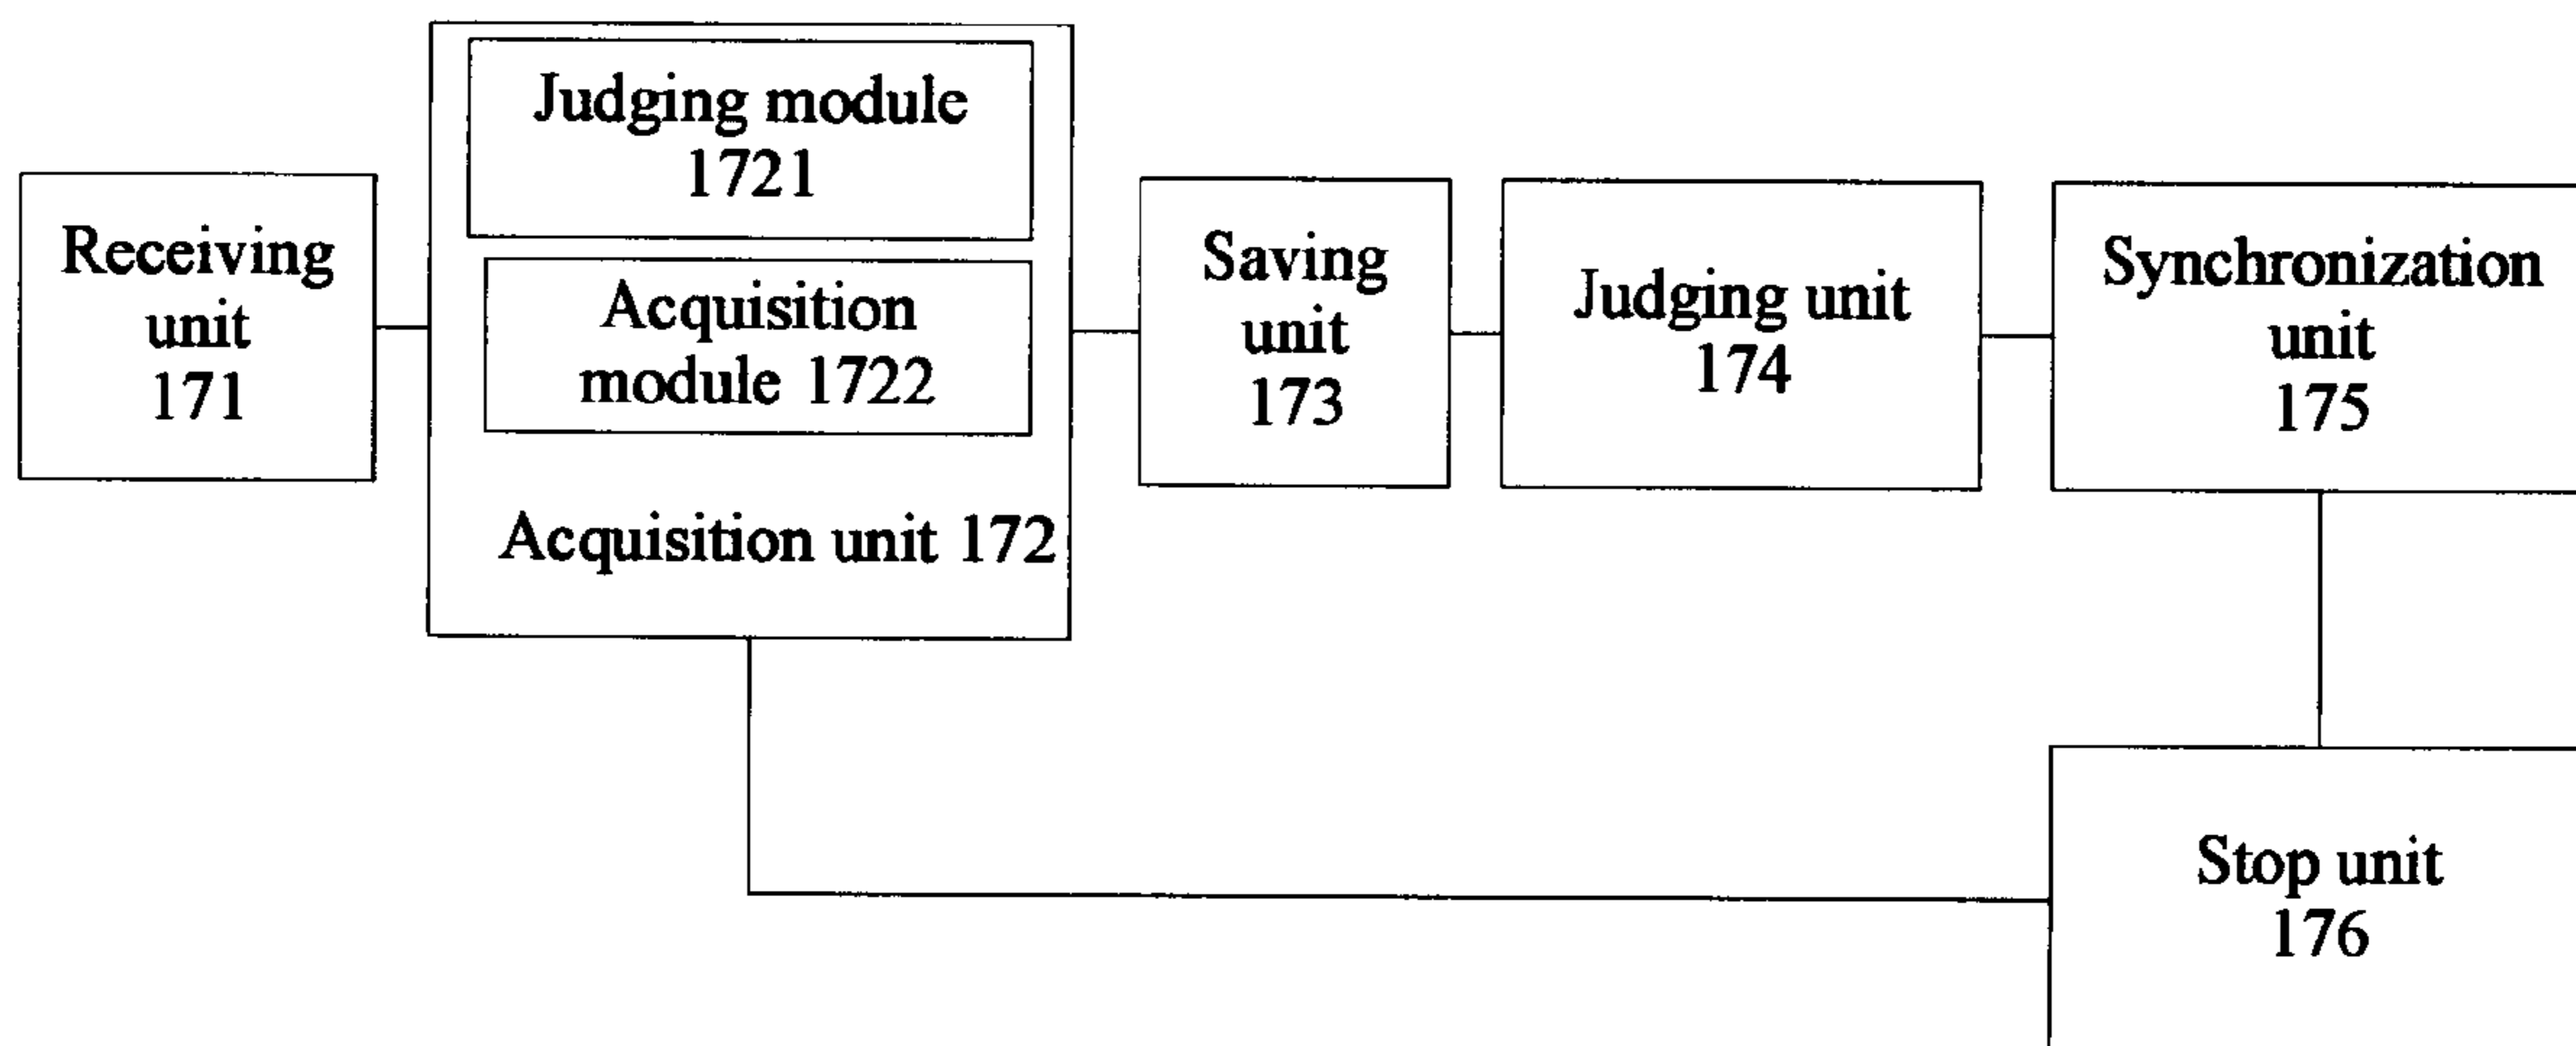 Judging module
1721
Receiving
unit
171
Acquisition
module 1722
Acquisition unit 172
Saving
unit
173
Judging unit
174
Synchronization
unit
175
Stop unit
176